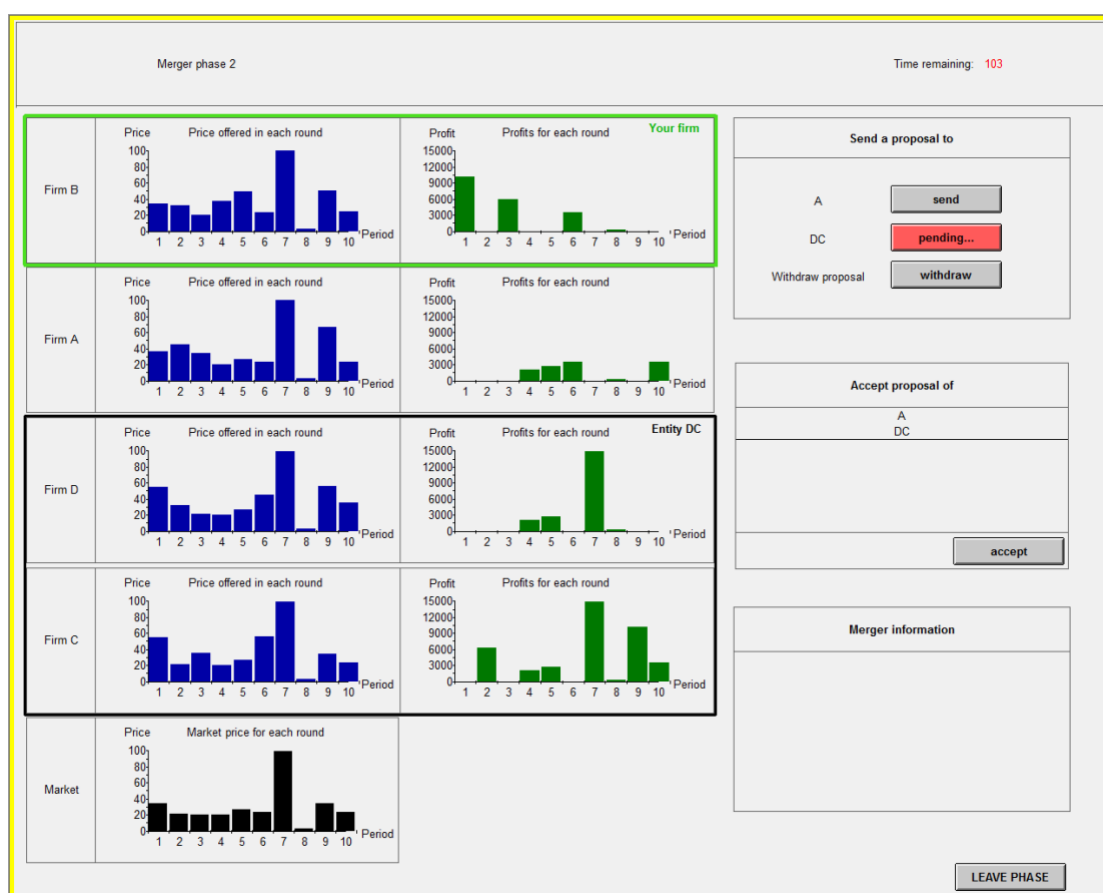 Merger phase 2 Time remaining: 103
Firm B
Price Price offered in each round
100
80
60
40
20
0
1 2 3 4 5 6 7 8 9 10 Period
Profit Profits for each round Your firm
15000
12000
9000
6000
3000
0
1 2 3 4 5 6 7 8 9 10 Period
Firm A
Price Price offered in each round
100
80
60
40
20
0
1 2 3 4 5 6 7 8 9 10 Period
Profit Profits for each round
15000
12000
9000
6000
3000
0
1 2 3 4 5 6 7 8 9 10 Period
Firm D
Price Price offered in each round
100
80
60
40
20
0
1 2 3 4 5 6 7 8 9 10 Period
Profit Profits for each round Entity DC
15000
12000
9000
6000
3000
0
1 2 3 4 5 6 7 8 9 10 Period
Firm C
Price Price offered in each round
100
80
60
40
20
0
1 2 3 4 5 6 7 8 9 10 Period
Profit Profits for each round
15000
12000
9000
6000
3000
0
1 2 3 4 5 6 7 8 9 10 Period
Market
Price Market price for each round
100
80
60
40
20
0
1 2 3 4 5 6 7 8 9 10 Period
Send a proposal to
A send
DC pending...
Withdraw proposal withdraw
Accept proposal of
A
DC
accept
Merger information
LEAVE PHASE